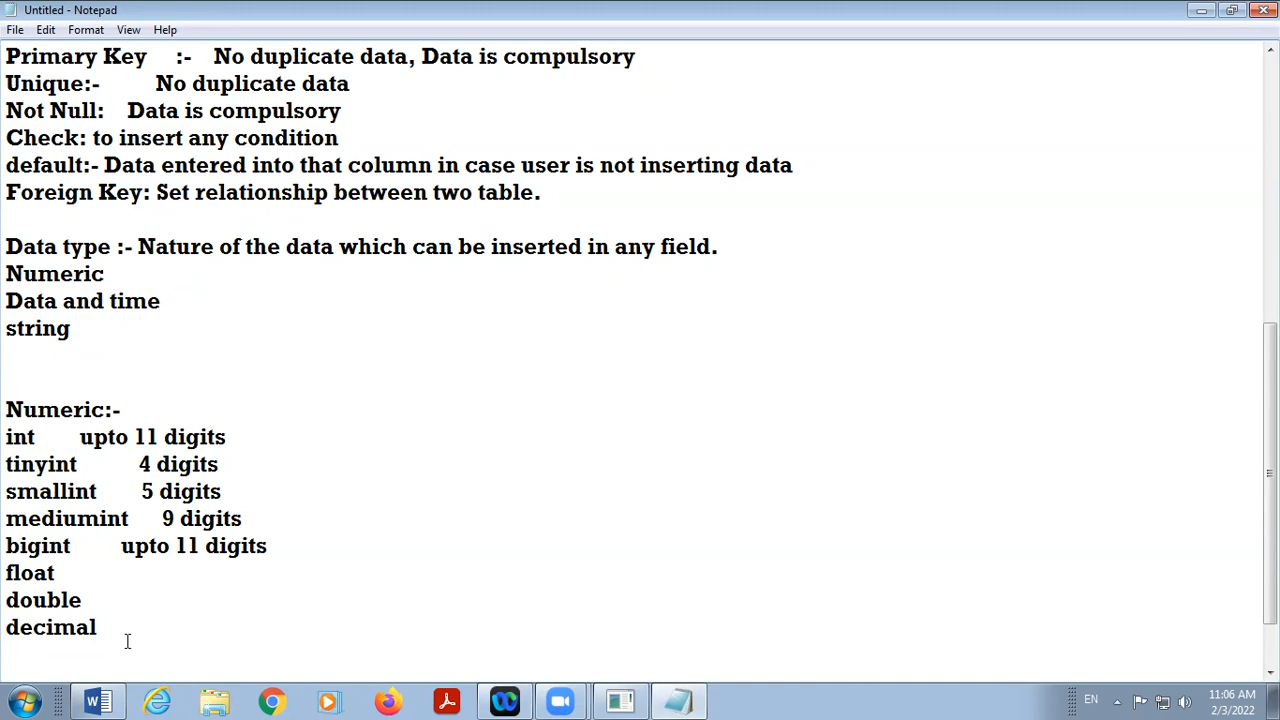 Untitled - Notepad
File Edit Format View Help
Primary Key :- No duplicate data, Data is compulsory
Unique:- No duplicate data
Not Null: Data is compulsory
Check: to insert any condition
default:- Data entered into that column in case user is not inserting data
Foreign Key: Set relationship between two table.
Data type :- Nature of the data which can be inserted in any field.
Numeric
Data and time
string
Numeric:-
int upto 11 digits
tinyint 4 digits
smallint 5 digits
mediumint 9 digits
bigint upto 11 digits
float
double
decimal
EN 11:06 AM
2/3/2022